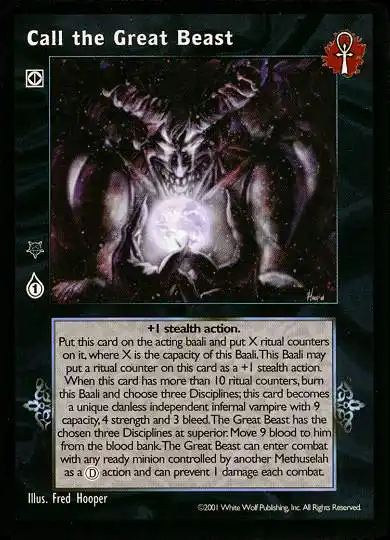 Call the Great Beast
Hooper
1
+1 stealth action.
Put this card on the acting baali and put X ritual counters
on it, where X is the capacity of this Baali. This Baali may
put a ritual counter on this card as a +1 stealth action.
When this card has more than 10 ritual counters, burn
this Baali and choose three Disciplines; this card becomes
a unique clanless independent infernal vampire with 9
capacity, 4 strength and 3 bleed. The Great Beast has the
chosen three Disciplines at superior. Move 9 blood to him
from the blood bank. The Great Beast can enter combat
with any ready minion controlled by another Methuselah
as a D action and can prevent 1 damage each combat.
Illus. Fred Hooper
©2001 White Wolf Publishing, Inc. All Rights Reserved.